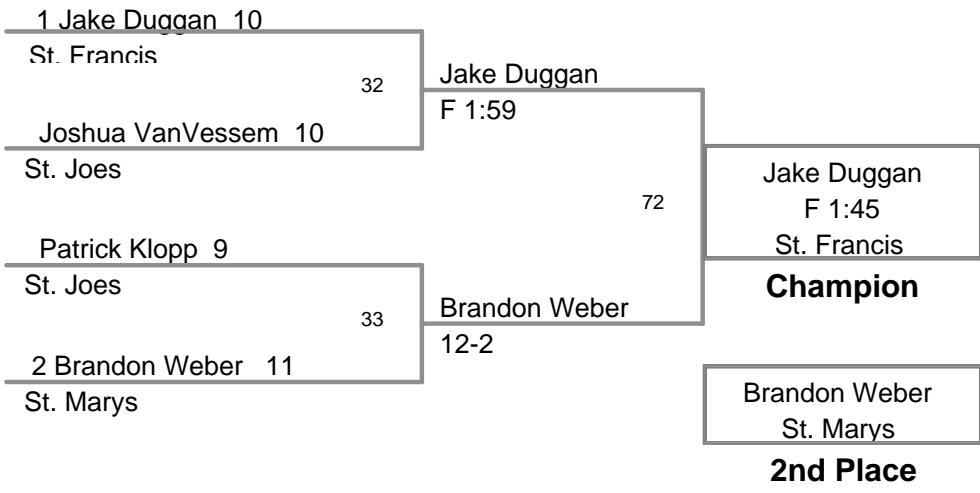 1 Jake Duggan 10
St. Francis
32
Joshua VanVessem 10
St. Joes
Jake Duggan
F 1:59
Patrick Klopp 9
St. Joes
33
2 Brandon Weber 11
St. Marys
Brandon Weber
12-2
72
Jake Duggan
F 1:45
St. Francis
Champion
Brandon Weber
St. Marys
2nd Place